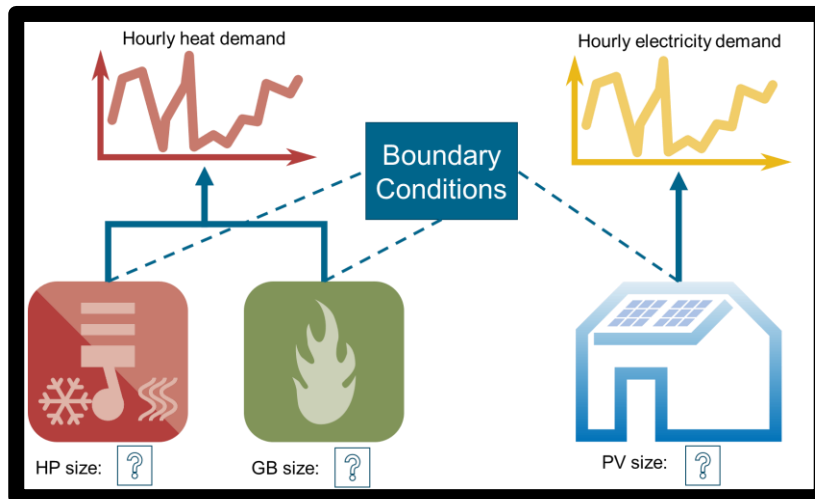 Hourly heat demand
Hourly electricity demand
Boundary
Conditions
HP size: ?
GB size: ?
PV size: ?